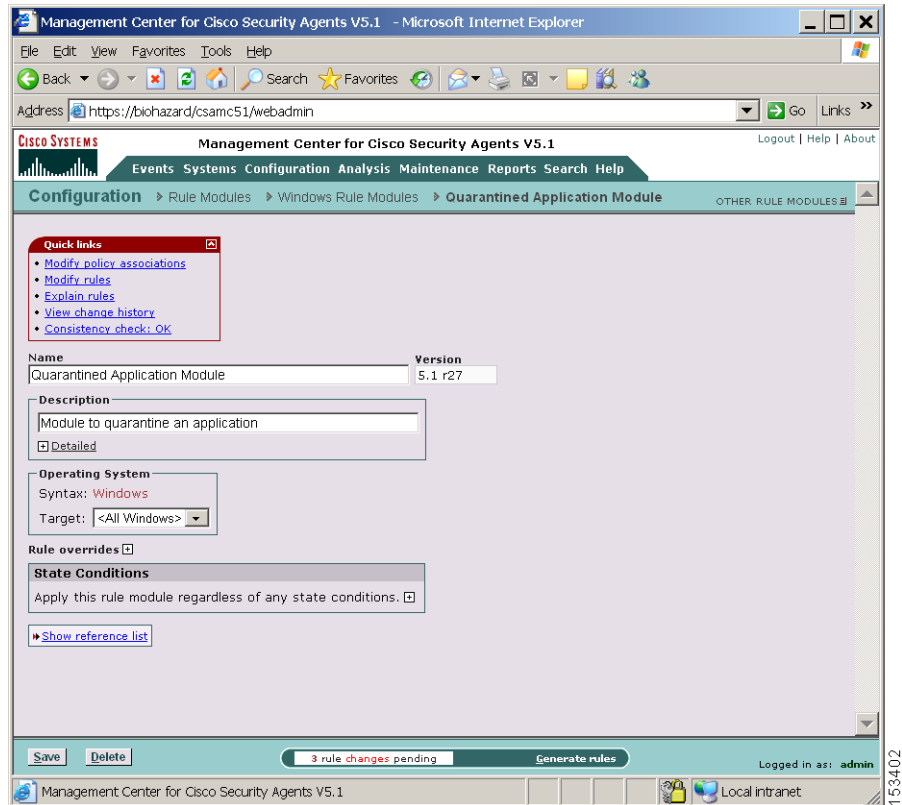 Management Center for Cisco Security Agents V5.1 - Microsoft Internet Explorer
File Edit View Favorites Tools Help
Back Search Favorites
Address https://biohazard/csamc51/webadmin Go Links »
CISCO SYSTEMS
Management Center for Cisco Security Agents V5.1
Logout | Help | About
Events Systems Configuration Analysis Maintenance Reports Search Help
Configuration Rule Modules Windows Rule Modules Quarantined Application Module OTHER RULE MODULES
Quick links
• Modify policy associations
• Modify rules
• Explain rules
• View change history
• Consistency check: OK
Name Version
Quarantined Application Module 5.1 r27
Description
Module to quarantine an application
Detailed
Operating System
Syntax: Windows
Target: <All Windows>
Rule overrides
State Conditions
Apply this rule module regardless of any state conditions.
Show reference list
Save Delete 3 rule changes pending Generate rules Logged in as: admin
Management Center for Cisco Security Agents V5.1 Local intranet
153402